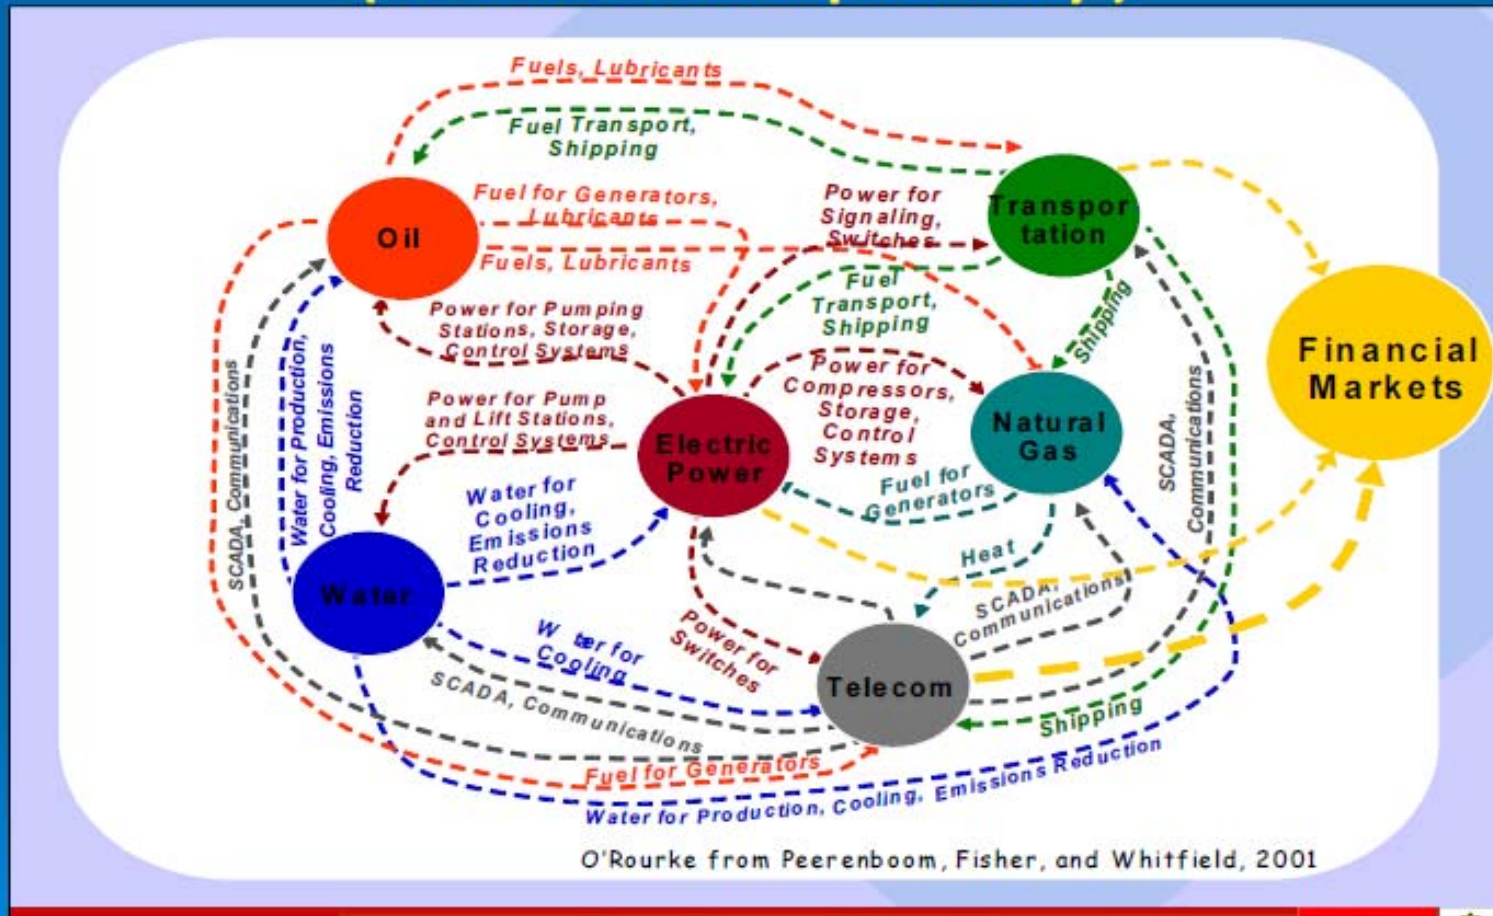 Fuels, Lubricants
Fuel Transport,
Shipping
Fuel for Generators,
Lubricants
Fuels, Lubricants
Power for
Signaling,
Switches
Transpor
tation
Oil
Fuel
Transport,
Shipping
Shipping
Power for Pumping
Stations, Storage,
Control Systems
Financial
Markets
Power for
Compressors,
Storage,
Control
Systems
Power for Pump
and Lift Stations,
Control Systems
Electric
Power
Natural
Gas
SCADA,
Communications
SCADA, Communications
Water for Production,
Cooling, Emissions
Reduction
Water for
Cooling,
Emissions
Reduction
Fuel for
Generators
Heat
Water
SCADA,
Communications
Power for
Switches
Water for
Cooling
Telecom
SCADA, Communications
Shipping
Fuel for Generators
Water for Production, Cooling, Emissions Reduction
O'Rourke from Peerenboom, Fisher, and Whitfield, 2001